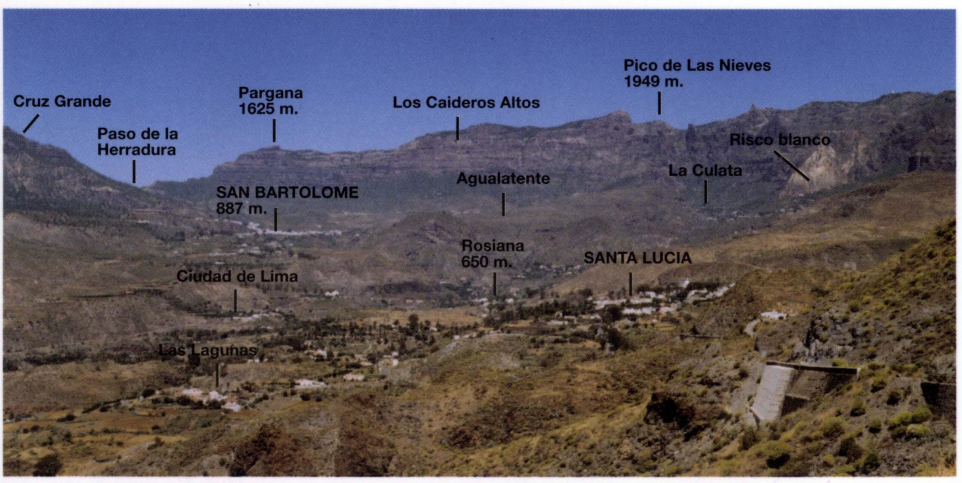 Cruz Grande
Paso de la
Herradura
Pargana
1625 m.
Los Caideros Altos
Pico de Las Nieves
1949 m.
Risco blanco
La Culata
Agualatente
SAN BARTOLOME
887 m.
Rosiana
650 m.
SANTA LUCIA
Ciudad de Lima
Las Lagunas